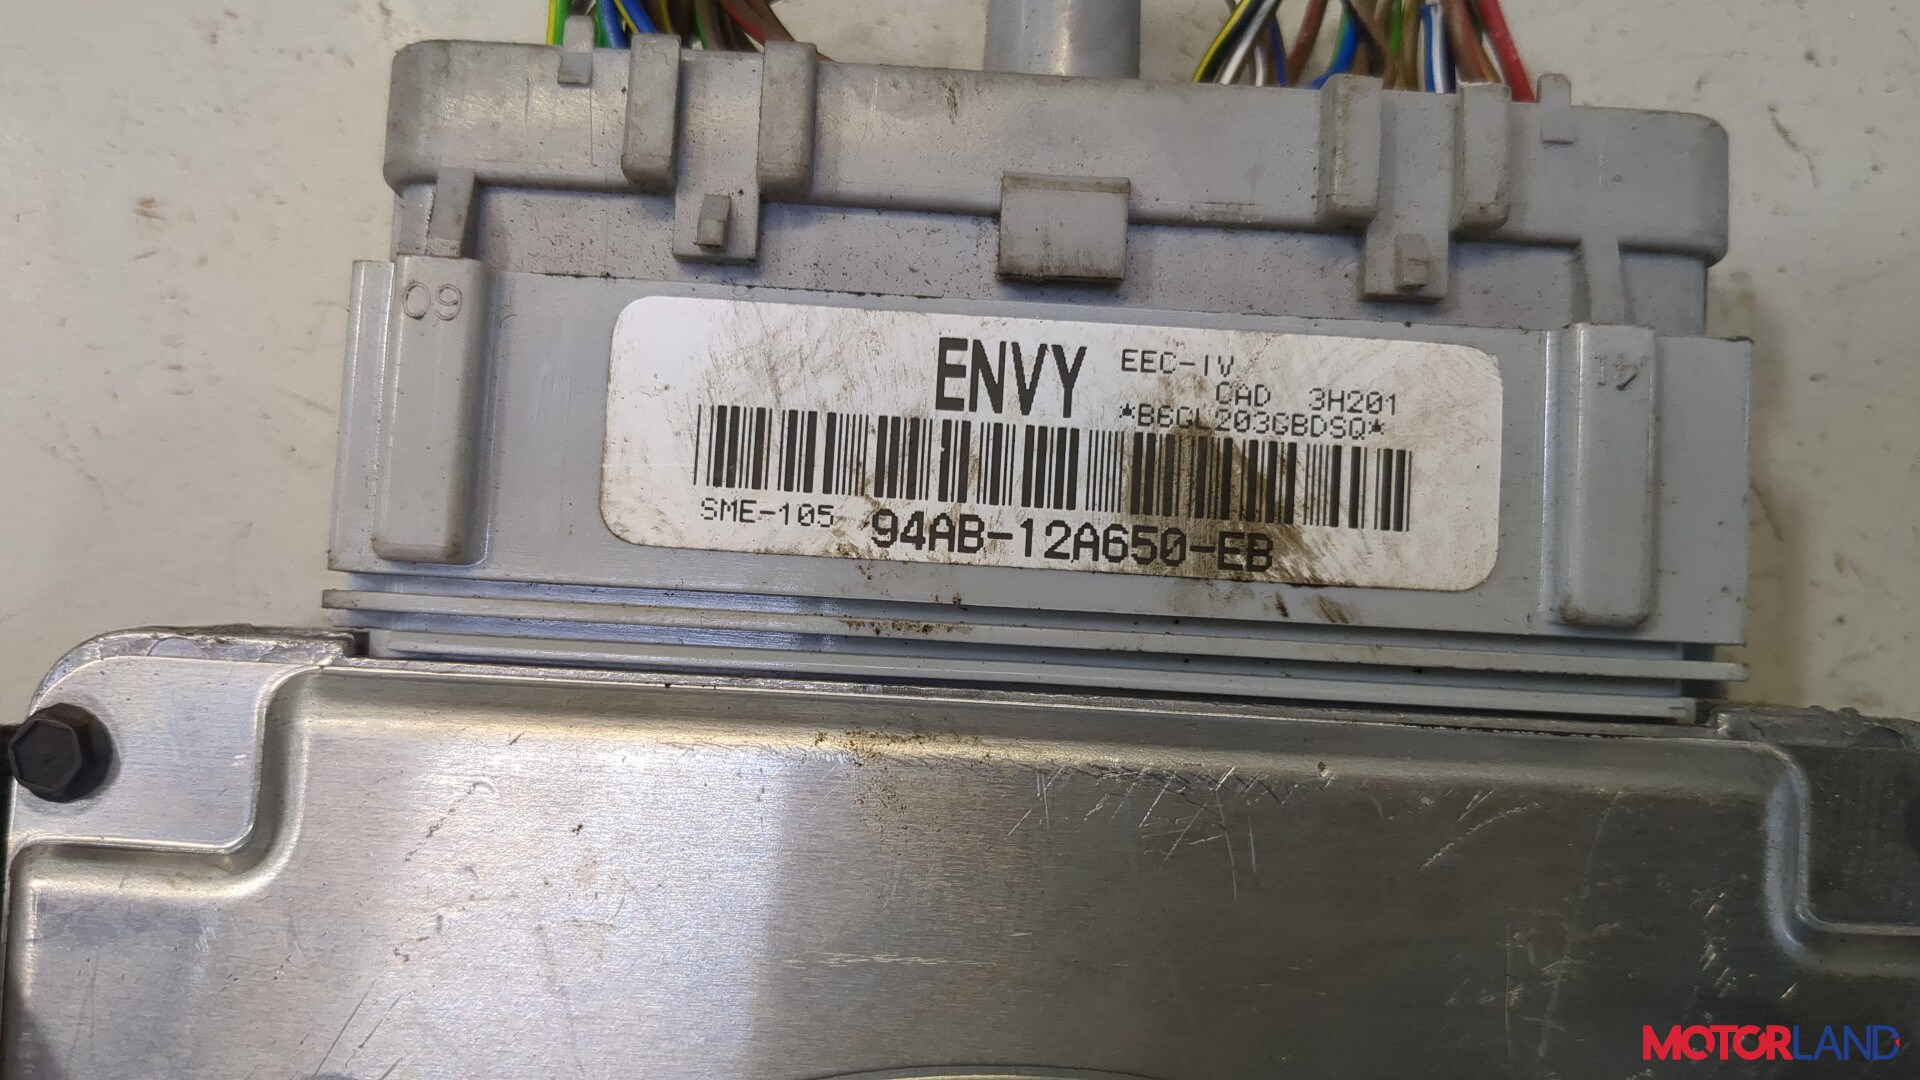 60
ENVY EEC-IV
CAD 3H201
*B6GL203GBDSQ*
SME-105 94AB-12A650-EB
41
MOTORLAND